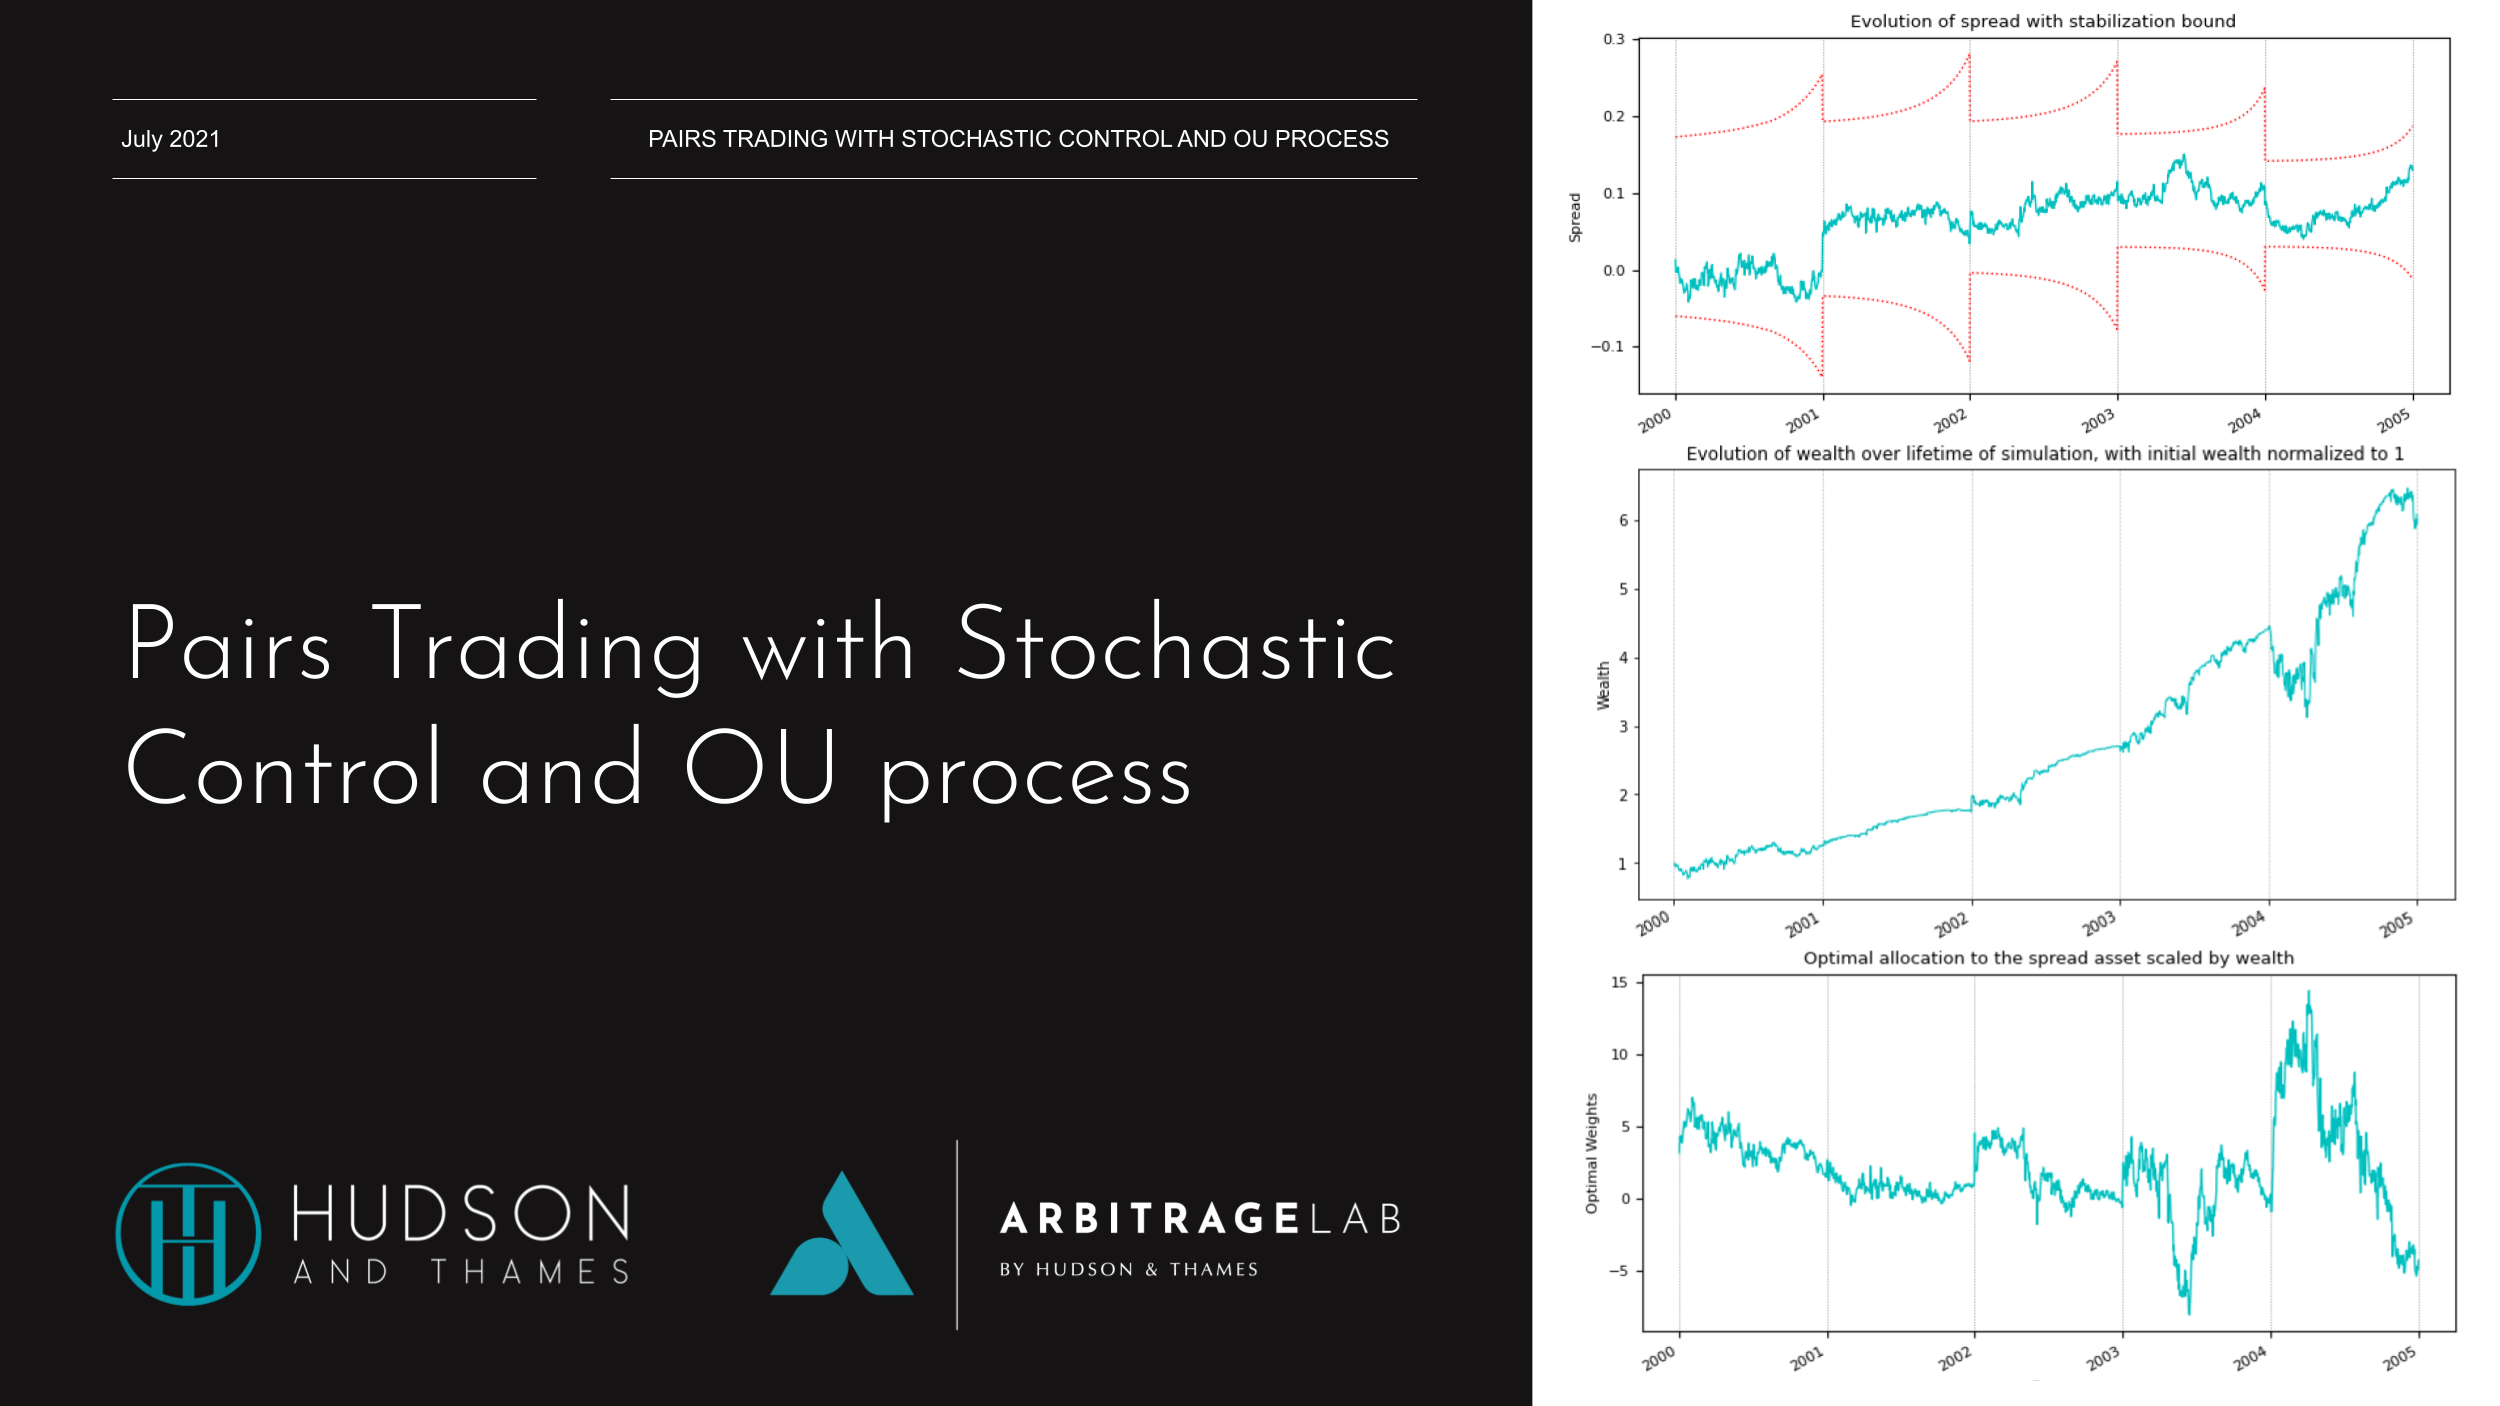 July 2021
PAIRS TRADING WITH STOCHASTIC CONTROL AND OU PROCESS
Pairs Trading with Stochastic
Control and OU process
HUDSON
AND THAMES
ARBITRAGELAB
BY HUDSON & THAMES
Evolution of spread with stabilization bound
Spread
0.3
0.2
0.1
0.0
−0.1
2000
2001
2002
2003
2004
2005
Evolution of wealth over lifetime of simulation, with initial wealth normalized to 1
Wealth
6
5
4
3
2
1
2000
2001
2002
2003
2004
2005
Optimal allocation to the spread asset scaled by wealth
Optimal Weights
15
10
5
0
−5
2000
2001
2002
2003
2004
2005